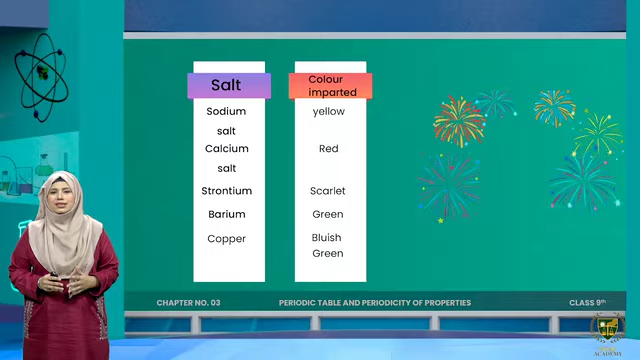 Salt
Colour
imparted
Sodium
salt
yellow
Calcium
salt
Red
Strontium
Scarlet
Barium
Green
Copper
Bluish
Green
CHAPTER NO. 03
PERIODIC TABLE AND PERIODICITY OF PROPERTIES
CLASS 9th
ACADEMY